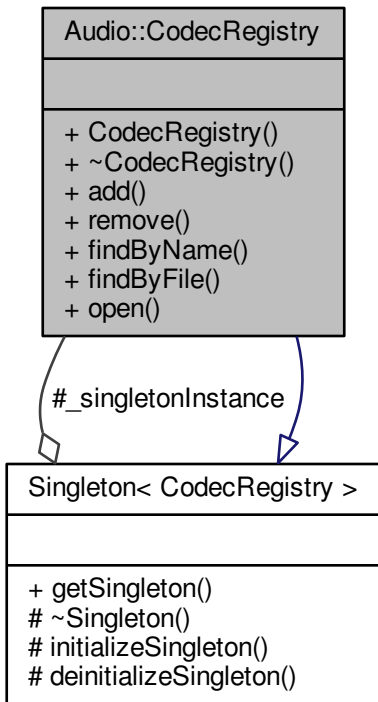 Audio::CodecRegistry
+ CodecRegistry()
+ ~CodecRegistry()
+ add()
+ remove()
+ findByName()
+ findByFile()
+ open()
#_singletonInstance
Singleton< CodecRegistry >
+ getSingleton()
# ~Singleton()
# initializeSingleton()
# deinitializeSingleton()